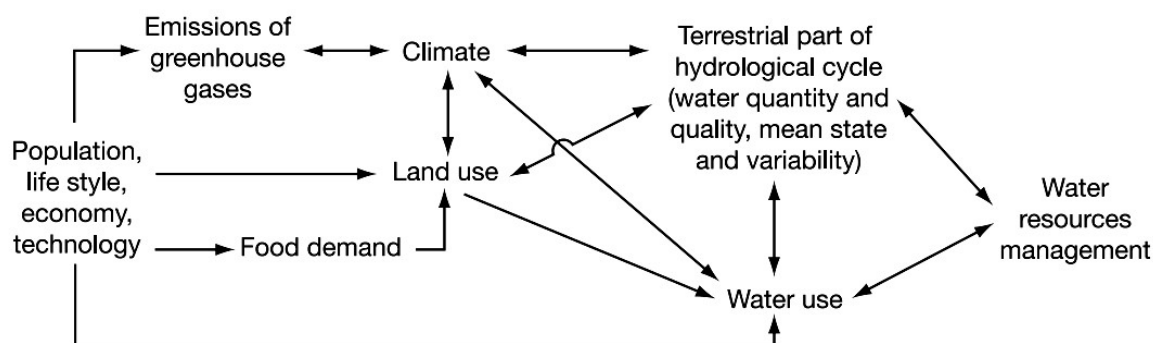 Emissions of
greenhouse
gases
Climate
Terrestrial part of
hydrological cycle
(water quantity and
quality, mean state
and variability)
Population,
life style,
economy,
technology
Land use
Food demand
Water
resources
management
Water use